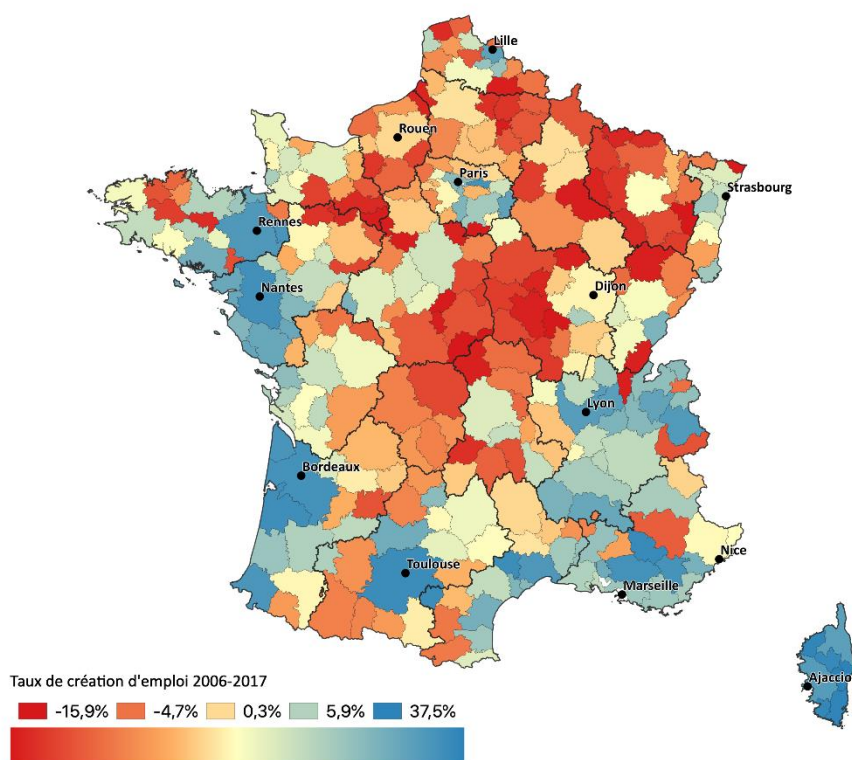 Lille
Rouen
Paris
Strasbourg
Rennes
Dijon
Nantes
Lyon
Bordeaux
Toulouse
Nice
Marseille
Ajaccio
Taux de création d'emploi 2006-2017
-15,9% -4,7% 0,3% 5,9% 37,5%